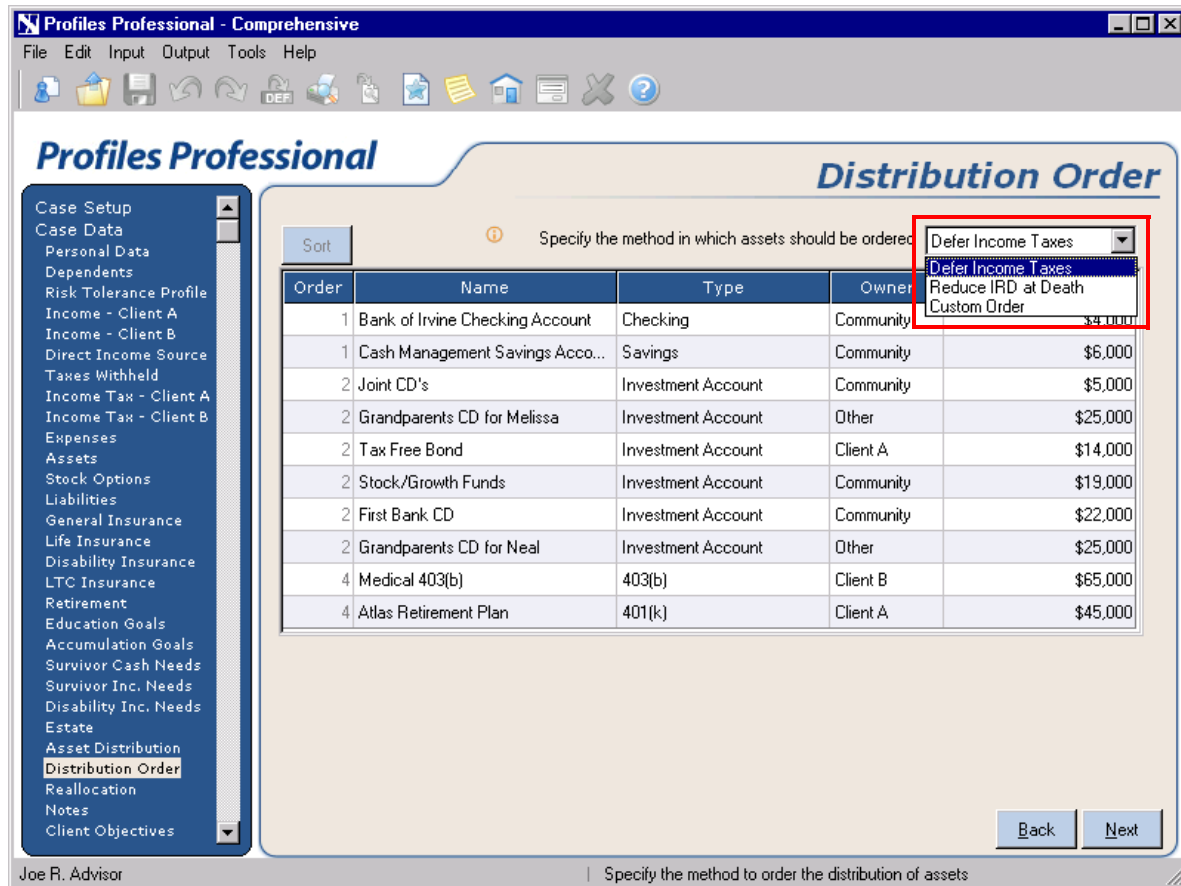 Profiles Professional - Comprehensive
File Edit Input Output Tools Help
DEF
Profiles Professional
Distribution Order
Case Setup
Case Data
Personal Data
Dependents
Risk Tolerance Profile
Income - Client A
Income - Client B
Direct Income Source
Taxes Withheld
Income Tax - Client A
Income Tax - Client B
Expenses
Assets
Stock Options
Liabilities
General Insurance
Life Insurance
Disability Insurance
LTC Insurance
Retirement
Education Goals
Accumulation Goals
Survivor Cash Needs
Survivor Inc. Needs
Disability Inc. Needs
Estate
Asset Distribution
Distribution Order
Reallocation
Notes
Client Objectives
Sort
Specify the method in which assets should be ordered
Defer Income Taxes
Defer Income Taxes
Reduce IRD at Death
Custom Order
Order Name Type Owner
1 Bank of Irvine Checking Account Checking Community $4,000
1 Cash Management Savings Acco... Savings Community $6,000
2 Joint CD's Investment Account Community $5,000
2 Grandparents CD for Melissa Investment Account Other $25,000
2 Tax Free Bond Investment Account Client A $14,000
2 Stock/Growth Funds Investment Account Community $19,000
2 First Bank CD Investment Account Community $22,000
2 Grandparents CD for Neal Investment Account Other $25,000
4 Medical 403(b) 403(b) Client B $65,000
4 Atlas Retirement Plan 401(k) Client A $45,000
Back Next
Joe R. Advisor | Specify the method to order the distribution of assets